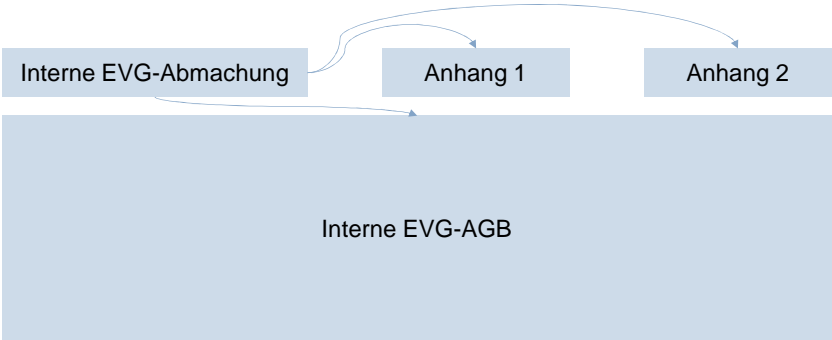 Interne EVG-Abmachung
Anhang 1
Anhang 2
Interne EVG-AGB